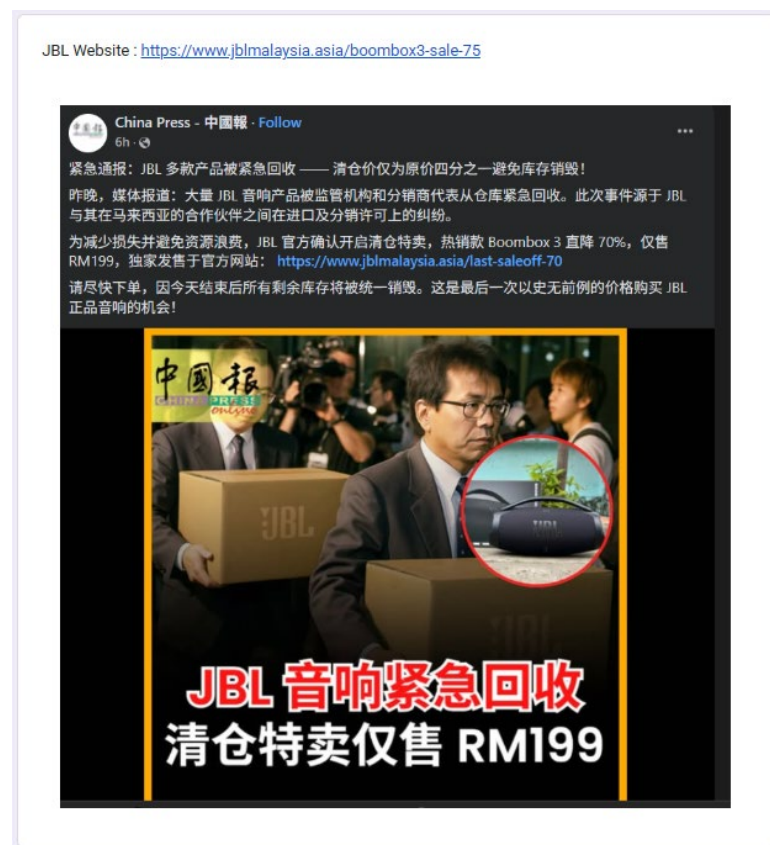 JBL Website : https://www.jblmalaysia.asia/boombox3-sale-75
China Press - 中國報 · Follow
6h ·
紧急通报：JBL 多款产品被紧急回收 —— 清仓价仅为原价四分之一避免库存销毁！
昨晚，媒体报道：大量 JBL 音响产品被监管机构和分销商代表从仓库紧急回收。此次事件源于 JBL
与其在马来西亚的合作伙伴之间在进口及分销许可上的纠纷。
为减少损失并避免资源浪费，JBL 官方确认开启清仓特卖，热销款 Boombox 3 直降 70%，仅售
RM199，独家发售于官方网站： https://www.jblmalaysia.asia/last-saleoff-70
请尽快下单，因今天结束后所有剩余库存将被统一销毁。这是最后一次以史无前例的价格购买 JBL
正品音响的机会！
中國報
CHINA PRESS
online
JBL
JBL
JBL
JBL 音响紧急回收
清仓特卖仅售 RM199